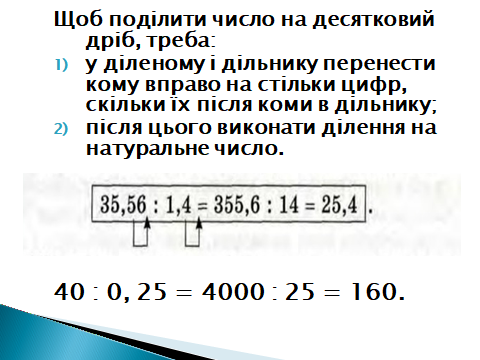 Щоб поділити число на десятковий
дріб, треба:
1) у діленому і дільнику перенести
кому вправо на стільки цифр,
скільки їх після коми в дільнику;
2) після цього виконати ділення на
натуральне число.
35,56 : 1,4 = 355,6 : 14 = 25,4 .
40 : 0, 25 = 4000 : 25 = 160.